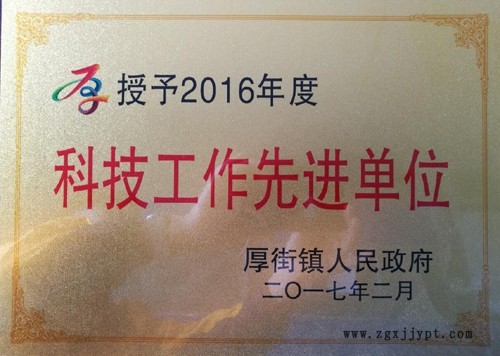 授予2016年度
科技工作先进单位
厚街镇人民政府
二〇一七年二月
www.zgxjjypt.com